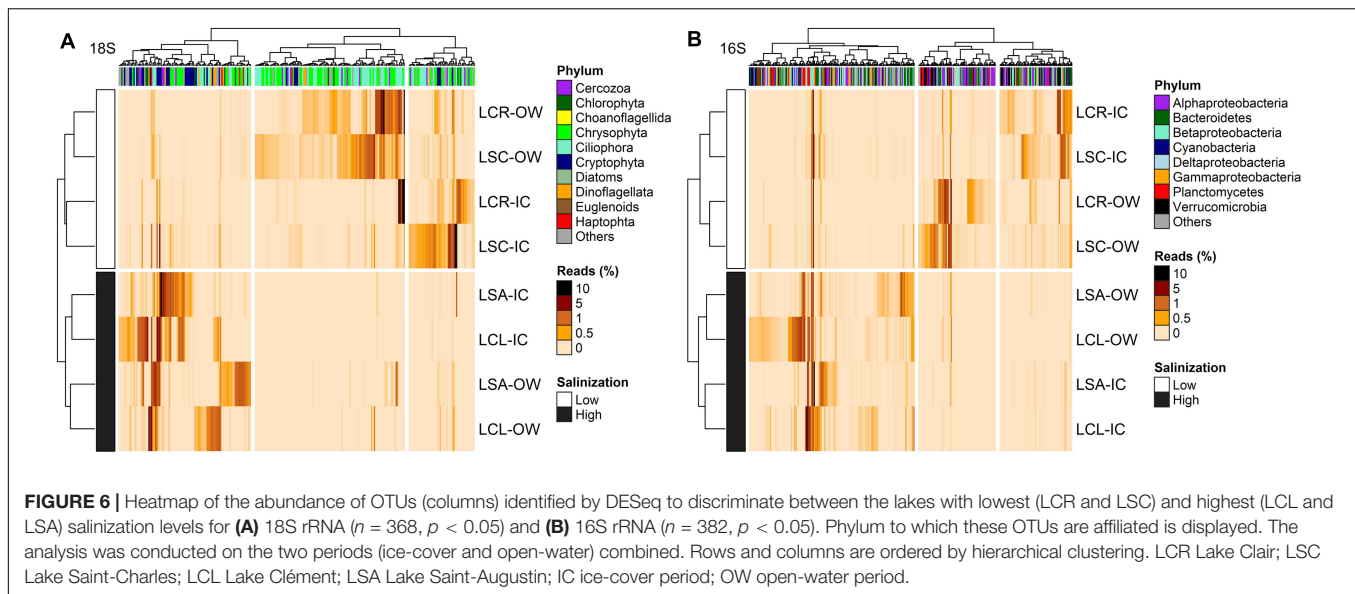 A
18S
Phylum
Cercozoa
Chlorophyta
Choanoflagellida
Chrysophyta
Ciliophora
Cryptophyta
Diatoms
Dinoflagellata
Euglenoids
Haptophta
Others
Reads (%)
10
5
1
0.5
0
Salinization
Low
High
LCR-OW
LSC-OW
LCR-IC
LSC-IC
LSA-IC
LCL-IC
LSA-OW
LCL-OW
B
16S
Phylum
Alphaproteobacteria
Bacteroidetes
Betaproteobacteria
Cyanobacteria
Deltaproteobacteria
Gammaproteobacteria
Planctomycetes
Verrucomicrobia
Others
Reads (%)
10
5
1
0.5
0
Salinization
Low
High
LCR-IC
LSC-IC
LCR-OW
LSC-OW
LSA-OW
LCL-OW
LSA-IC
LCL-IC
FIGURE 6 | Heatmap of the abundance of OTUs (columns) identified by DESeq to discriminate between the lakes with lowest (LCR and LSC) and highest (LCL and
LSA) salinization levels for (A) 18S rRNA (n = 368, p < 0.05) and (B) 16S rRNA (n = 382, p < 0.05). Phylum to which these OTUs are affiliated is displayed. The
analysis was conducted on the two periods (ice-cover and open-water) combined. Rows and columns are ordered by hierarchical clustering. LCR Lake Clair; LSC
Lake Saint-Charles; LCL Lake Clément; LSA Lake Saint-Augustin; IC ice-cover period; OW open-water period.